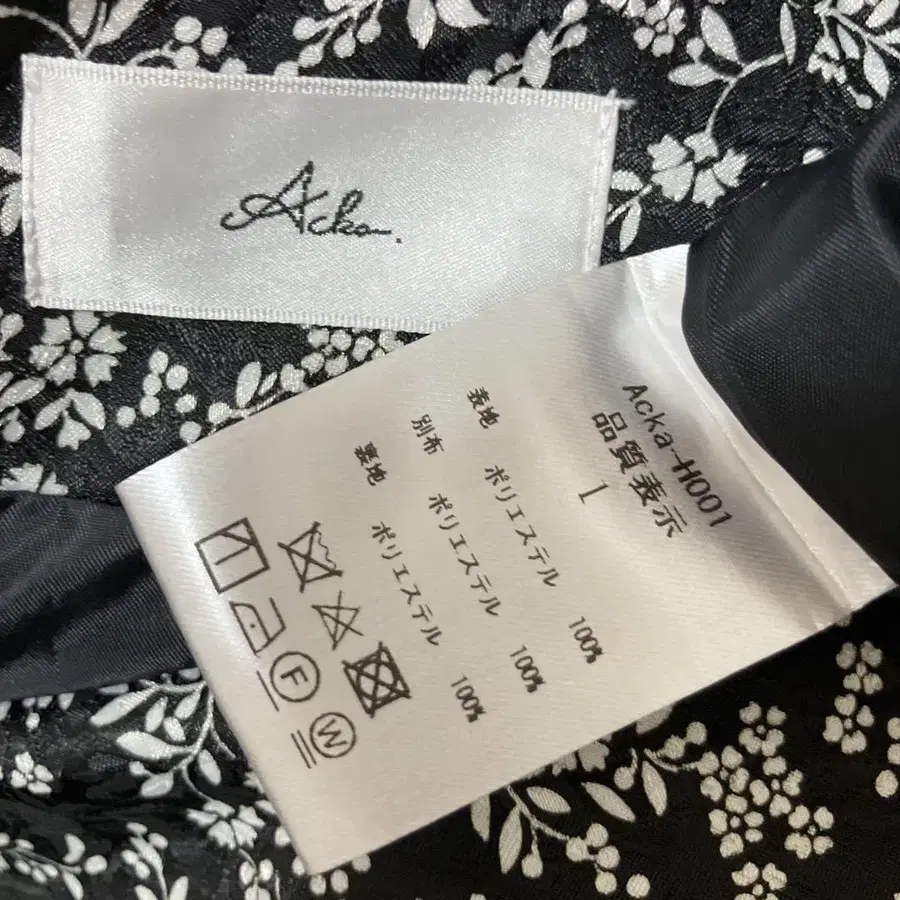 Acka.
Acka-H001
品質表示
1
表地 ポリエステル 100%
別布 ポリエステル 100%
裏地 ポリエステル 100%
F
W